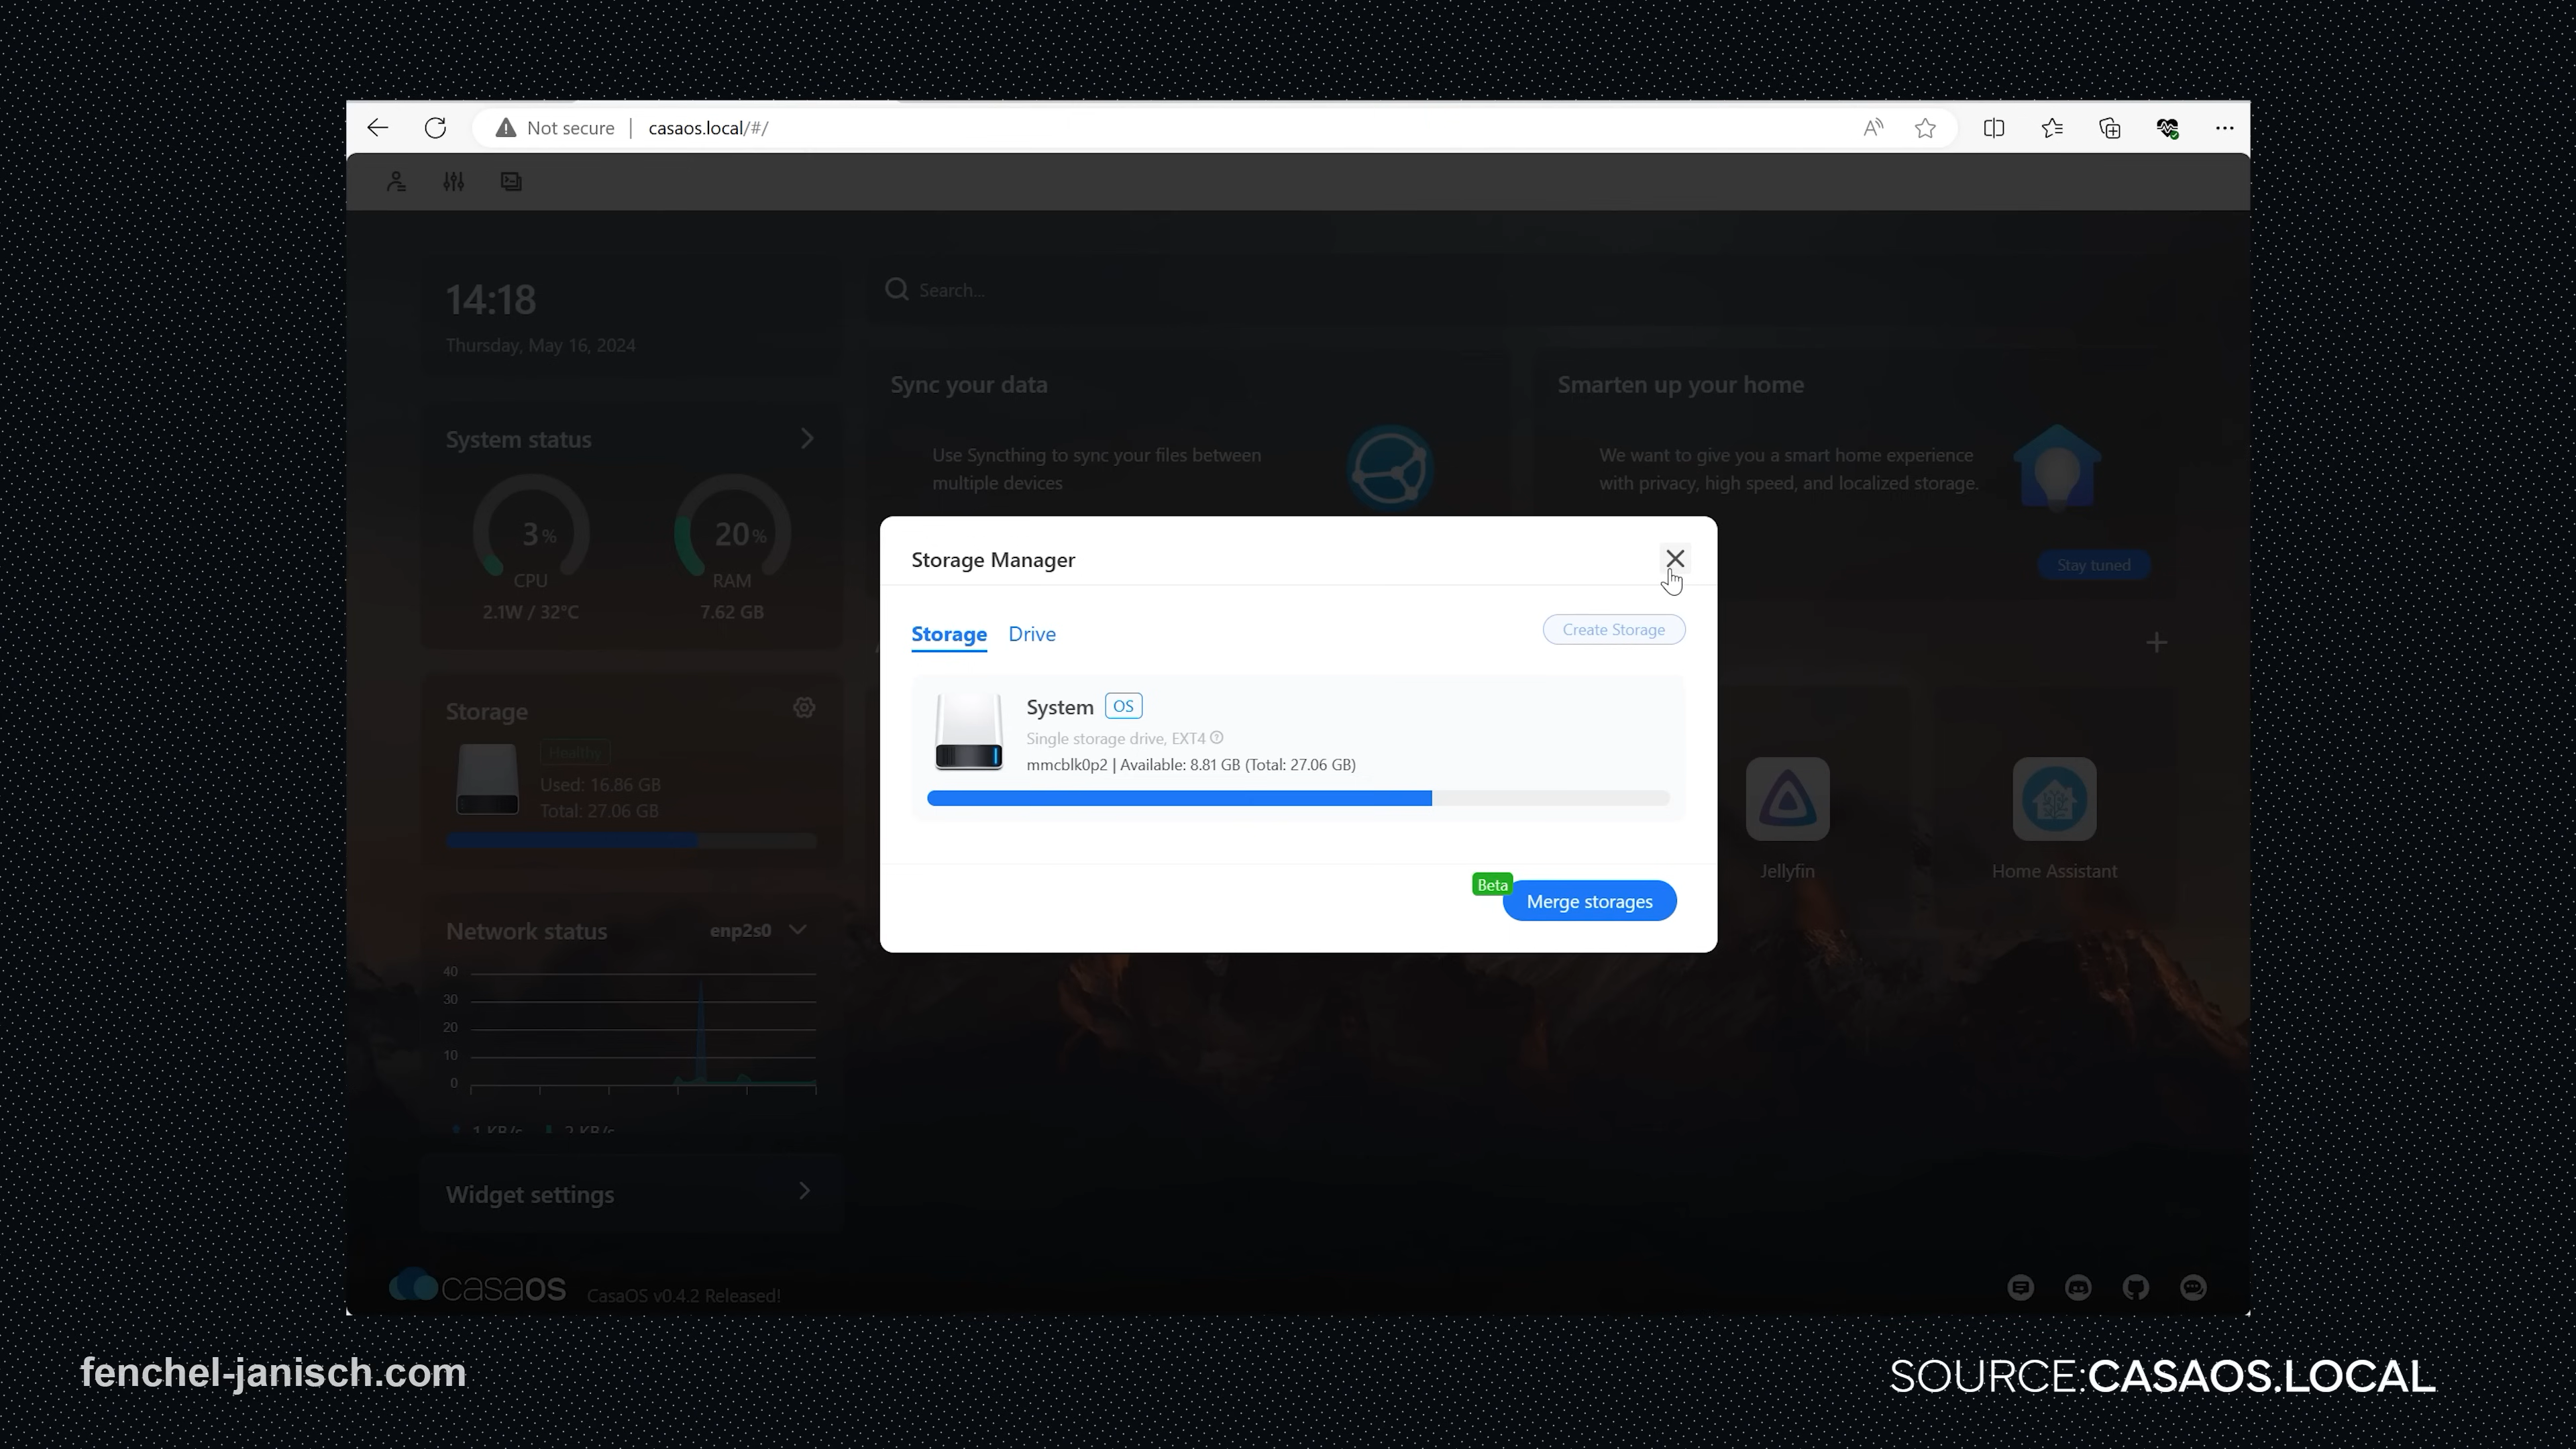 Not secure | casaos.local/#/
14:18
Thursday, May 16, 2024
Search...
System status
3%
CPU
2.1W / 32°C
20%
RAM
7.62 GB
Sync your data
Use Syncthing to sync your files between
multiple devices
Smarten up your home
We want to give you a smart home experience
with privacy, high speed, and localized storage.
Stay tuned
Storage Manager
Storage Drive
Create Storage
System OS
Single storage drive, EXT4
mmcblk0p2 | Available: 8.81 GB (Total: 27.06 GB)
Beta
Merge storages
Storage
Healthy
Used: 16.86 GB
Total: 27.06 GB
Jellyfin
Home Assistant
Network status enp2s0
40
30
20
10
0
1 KB/s 2 KB/s
Widget settings
casaOS CasaOS v0.4.2 Released!
fenchel-janisch.com
SOURCE:CASAOS.LOCAL